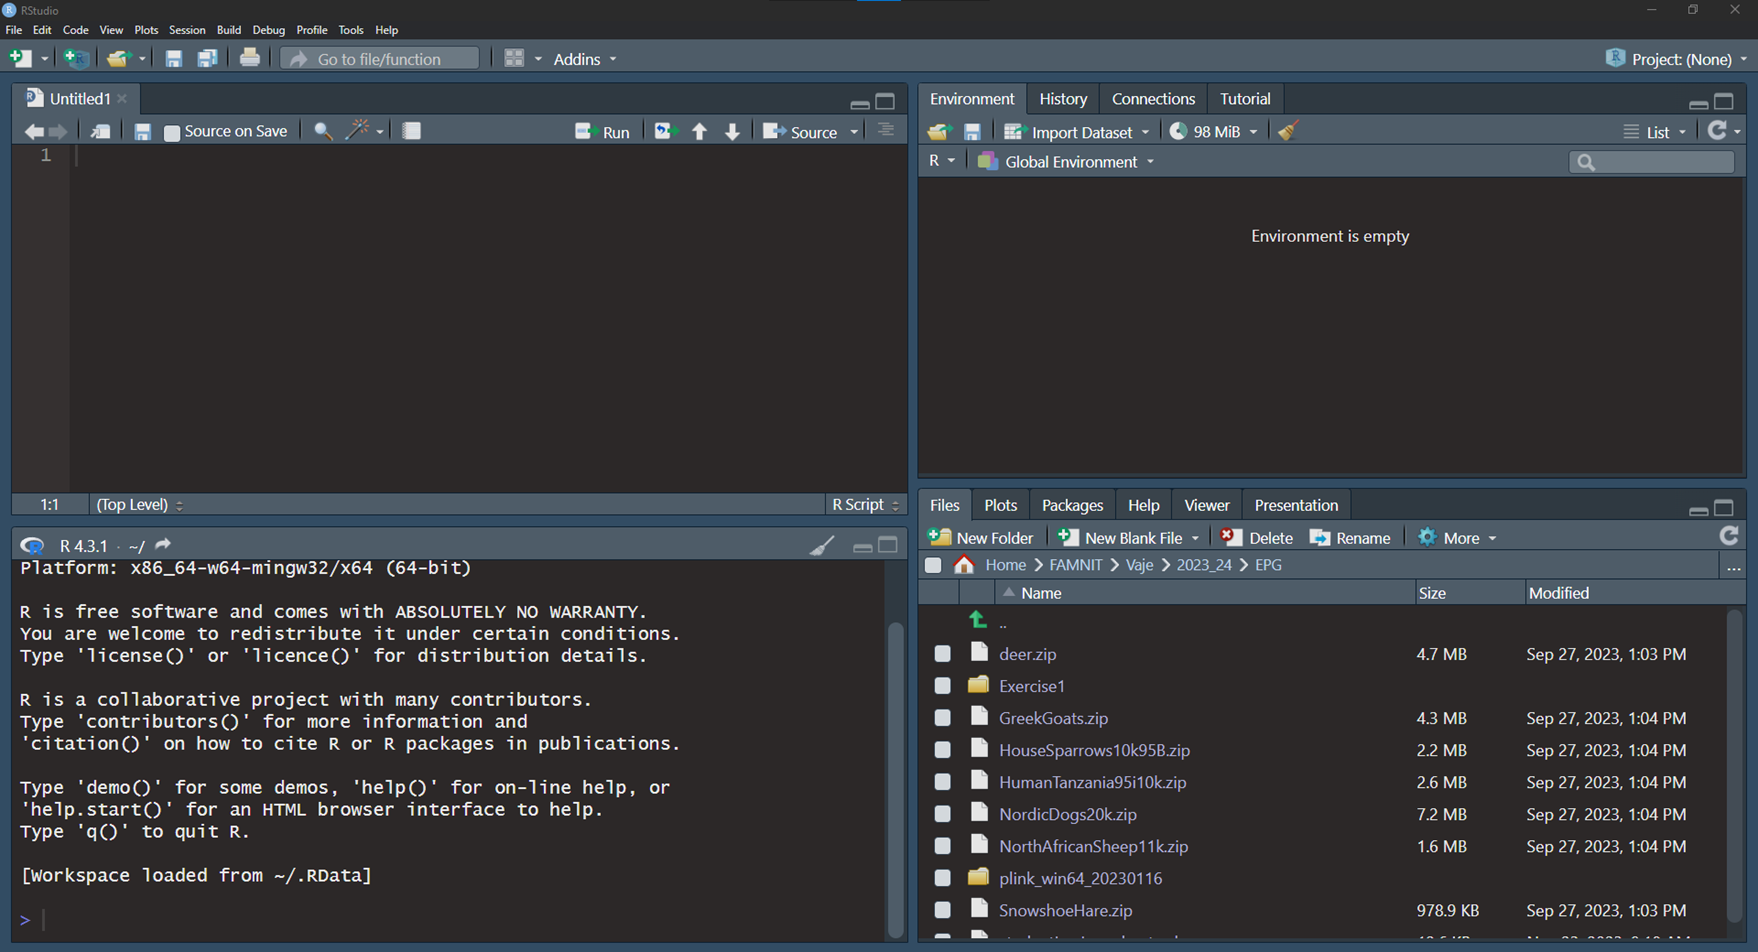 RStudio
File Edit Code View Plots Session Build Debug Profile Tools Help
Go to file/function Addins Project: (None)
Untitled1
Source on Save Run Source
1
1:1 (Top Level) R Script
R 4.3.1 · ~/
Platform: x86_64-w64-mingw32/x64 (64-bit)
R is free software and comes with ABSOLUTELY NO WARRANTY.
You are welcome to redistribute it under certain conditions.
Type 'license()' or 'licence()' for distribution details.
R is a collaborative project with many contributors.
Type 'contributors()' for more information and
'citation()' on how to cite R or R packages in publications.
Type 'demo()' for some demos, 'help()' for on-line help, or
'help.start()' for an HTML browser interface to help.
Type 'q()' to quit R.
[Workspace loaded from ~/.RData]
>
Environment History Connections Tutorial
Import Dataset 98 MiB List
R Global Environment
Environment is empty
Files Plots Packages Help Viewer Presentation
New Folder New Blank File Delete Rename More
Home FAMNIT Vaje 2023_24 EPG ...
Name Size Modified
..
deer.zip 4.7 MB Sep 27, 2023, 1:03 PM
Exercise1
GreekGoats.zip 4.3 MB Sep 27, 2023, 1:04 PM
HouseSparrows10k95B.zip 2.2 MB Sep 27, 2023, 1:04 PM
HumanTanzania95i10k.zip 2.6 MB Sep 27, 2023, 1:04 PM
NordicDogs20k.zip 7.2 MB Sep 27, 2023, 1:04 PM
NorthAfricanSheep11k.zip 1.6 MB Sep 27, 2023, 1:04 PM
plink_win64_20230116
SnowshoeHare.zip 978.9 KB Sep 27, 2023, 1:03 PM